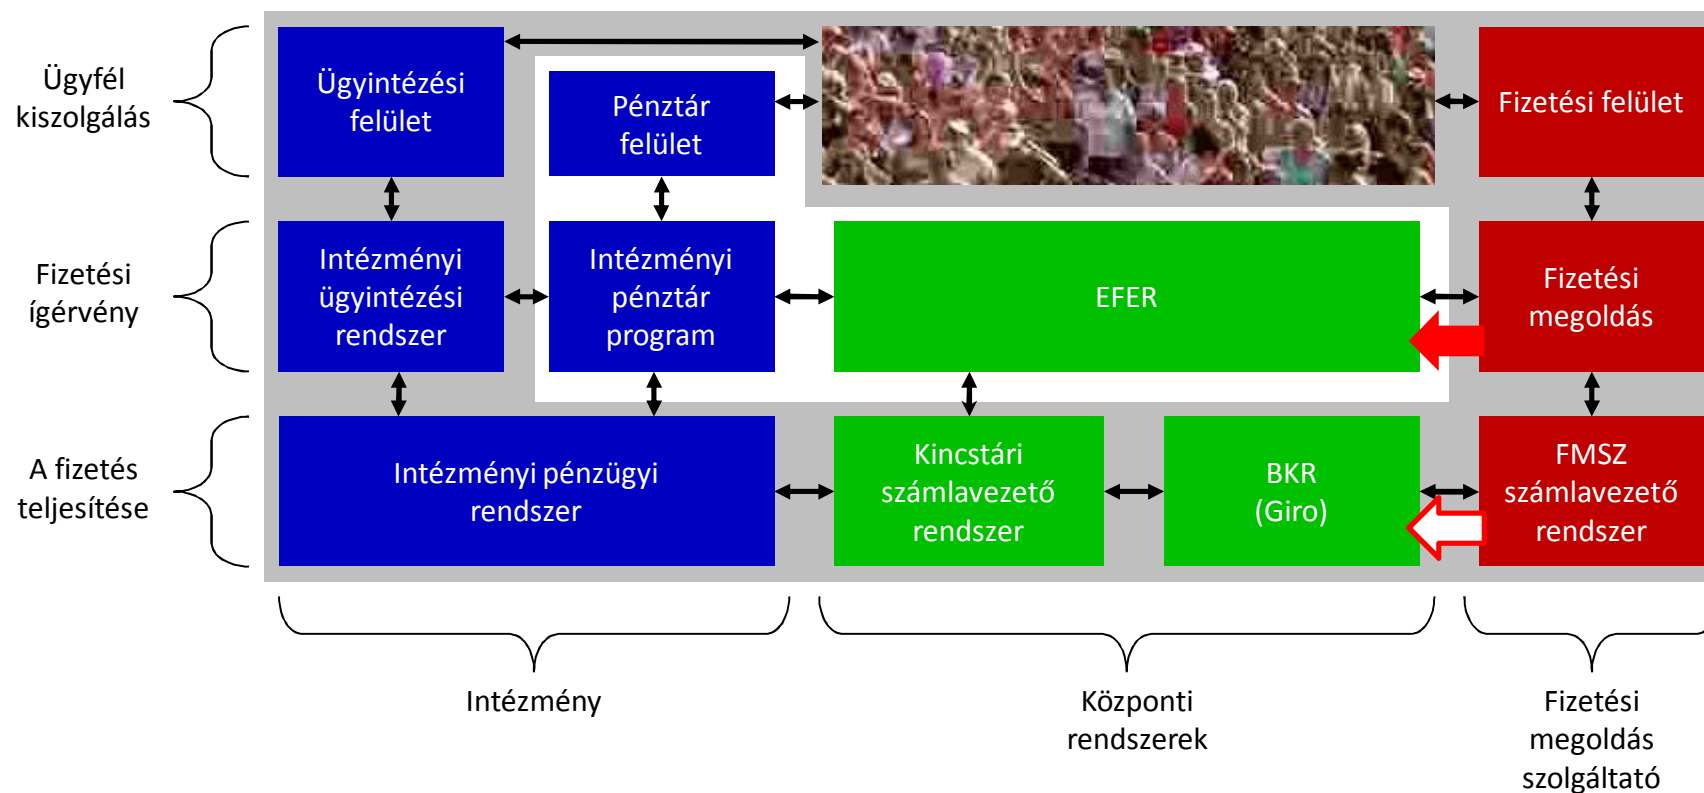 Ügyfél
kiszolgálás
Ügyintézési
felület
Pénztár
felület
Fizetési felület
Fizetési
ígérvény
Intézményi
ügyintézési
rendszer
Intézményi
pénztár
program
EFER
Fizetési
megoldás
A fizetés
teljesítése
Intézményi pénzügyi
rendszer
Kincstári
számlavezető
rendszer
BKR
(Giro)
FMSZ
számlavezető
rendszer
Intézmény
Központi
rendszerek
Fizetési
megoldás
szolgáltató